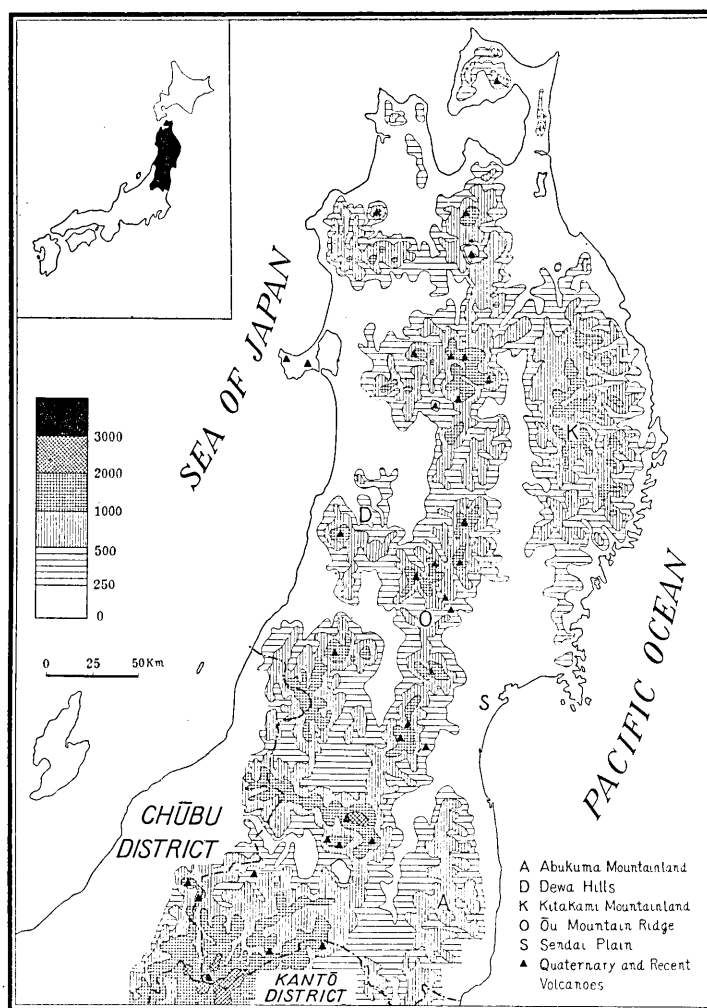 SEA OF JAPAN
3000
2000
1000
500
250
0
0 25 50Km
D
K
O
S
A
PACIFIC OCEAN
CHŪBU
DISTRICT
KANTŌ
DISTRICT
A Abukuma Mountainland
D Dewa Hills
K Kitakami Mountainland
O Ōu Mountain Ridge
S Sendai Plain
▲ Quaternary and Recent
Volcanoes